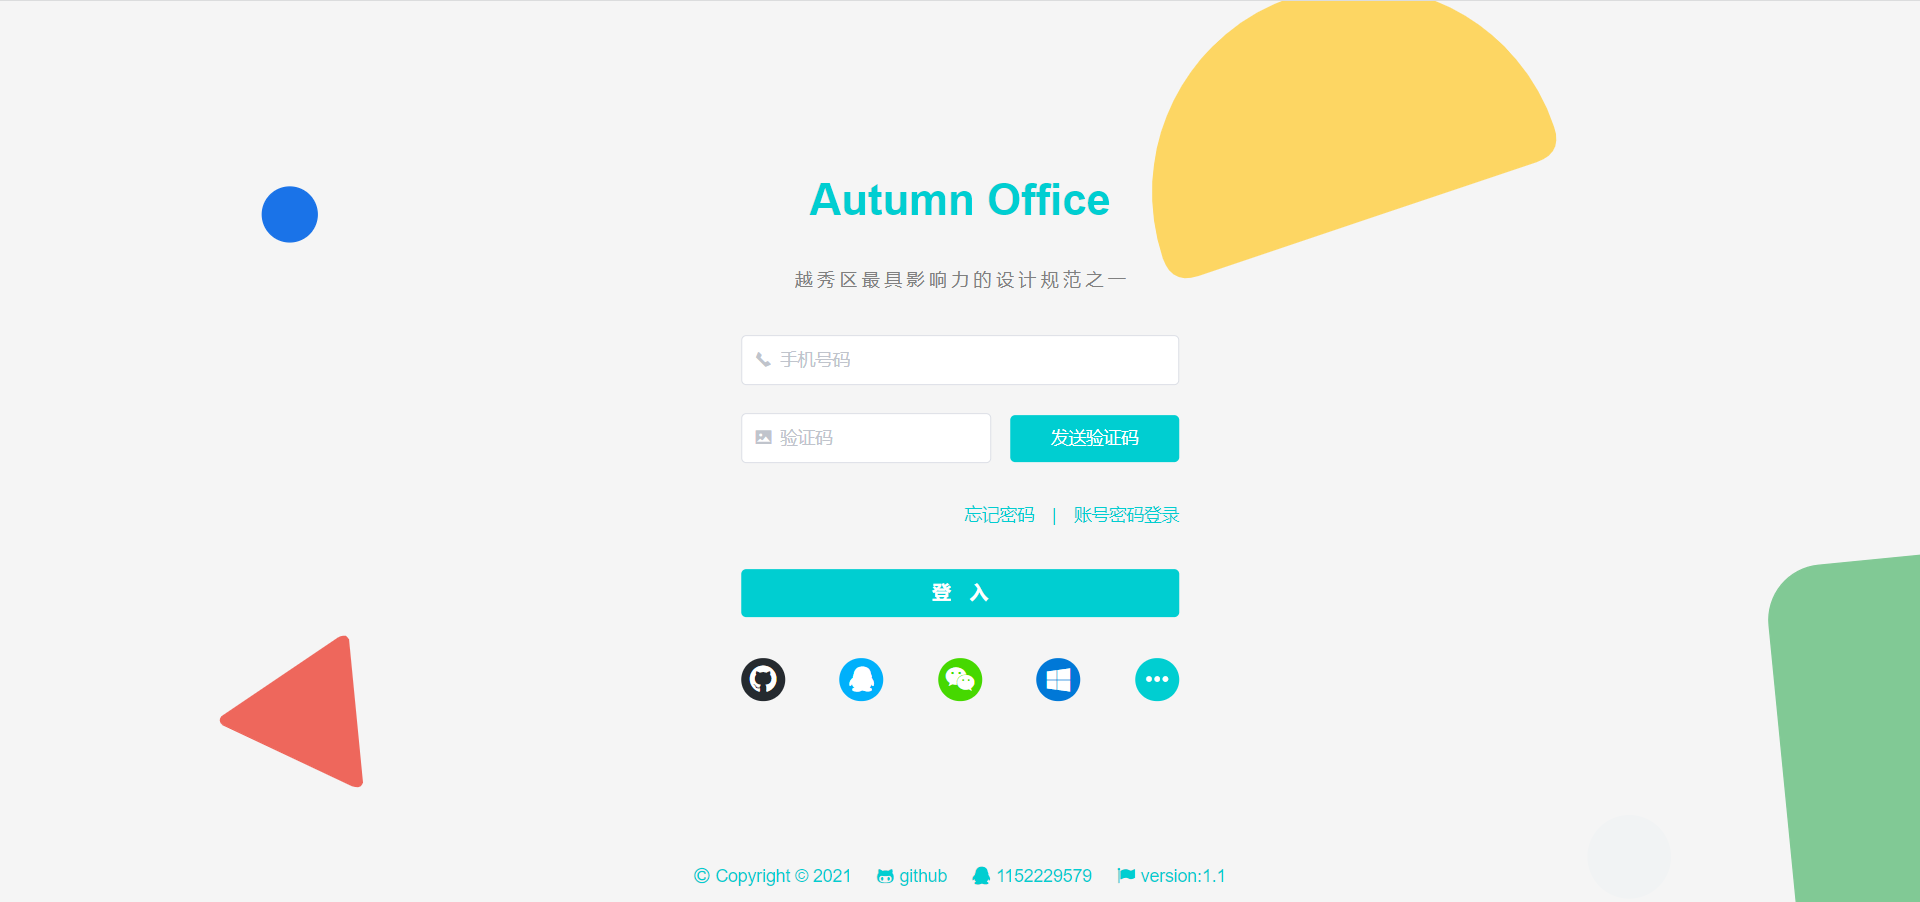 Autumn Office
越秀区最具影响力的设计规范之一
手机号码
验证码 发送验证码
忘记密码 | 账号密码登录
登 入
© Copyright © 2021 github 1152229579 version:1.1